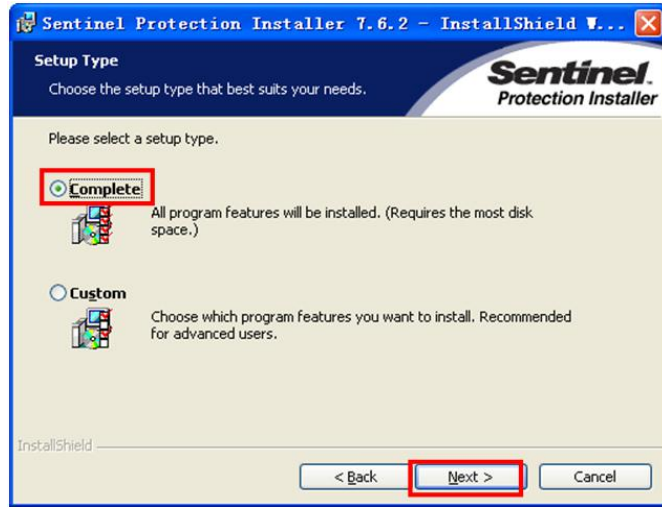 Sentinel Protection Installer 7.6.2 - InstallShield W...
Setup Type
Choose the setup type that best suits your needs.
Sentinel.
Protection Installer
Please select a setup type.
Complete
All program features will be installed. (Requires the most disk
space.)
Custom
Choose which program features you want to install. Recommended
for advanced users.
InstallShield
< Back
Next >
Cancel